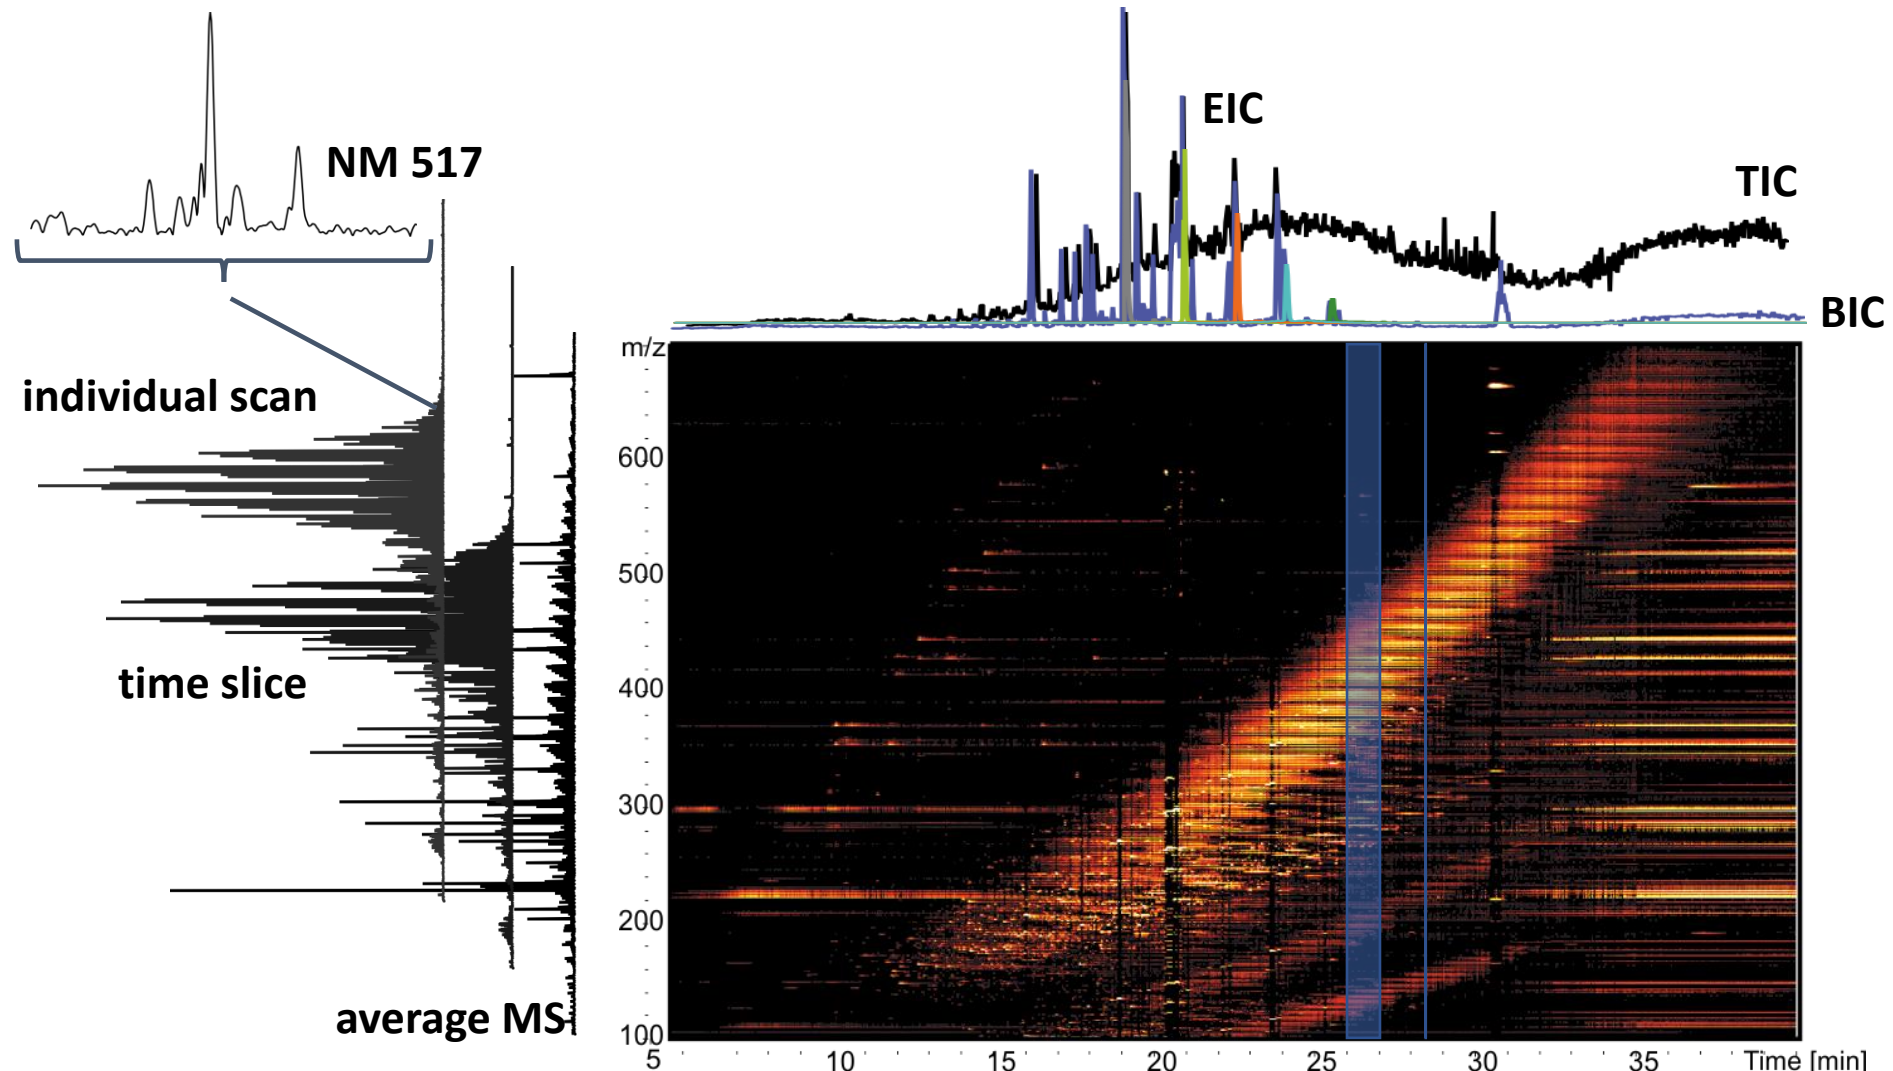 NM 517
individual scan
time slice
average MS
EIC
TIC
BIC
m/z
600
500
400
300
200
100
5 10 15 20 25 30 35 Time [min]